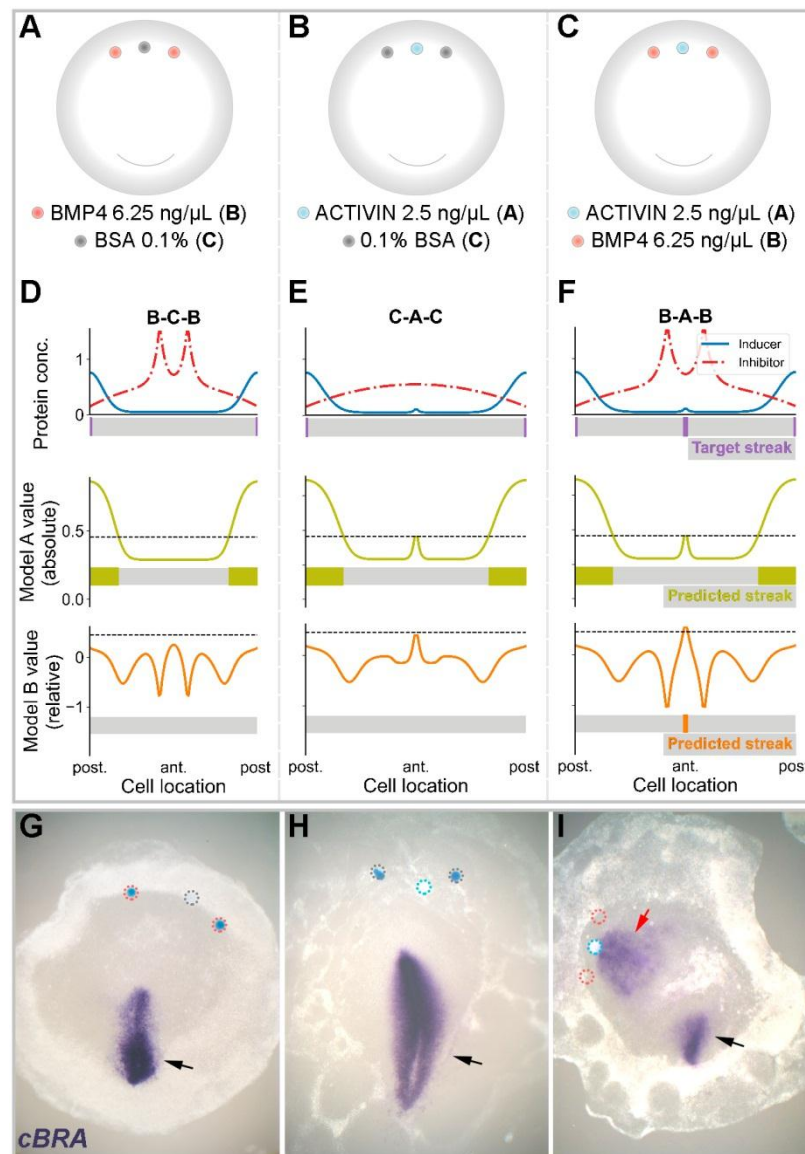 A
B
C
BMP4 6.25 ng/µL (B)
BSA 0.1% (C)
ACTIVIN 2.5 ng/µL (A)
0.1% BSA (C)
ACTIVIN 2.5 ng/µL (A)
BMP4 6.25 ng/µL (B)
D
E
F
B-C-B
C-A-C
B-A-B
Protein conc.
1
0
Inducer
Inhibitor
Target streak
Model A value
(absolute)
0.5
0.0
Predicted streak
Model B value
(relative)
0
−1
Predicted streak
post. ant. post
Cell location
post. ant. post
Cell location
post. ant. post
Cell location
G
H
I
cBRA